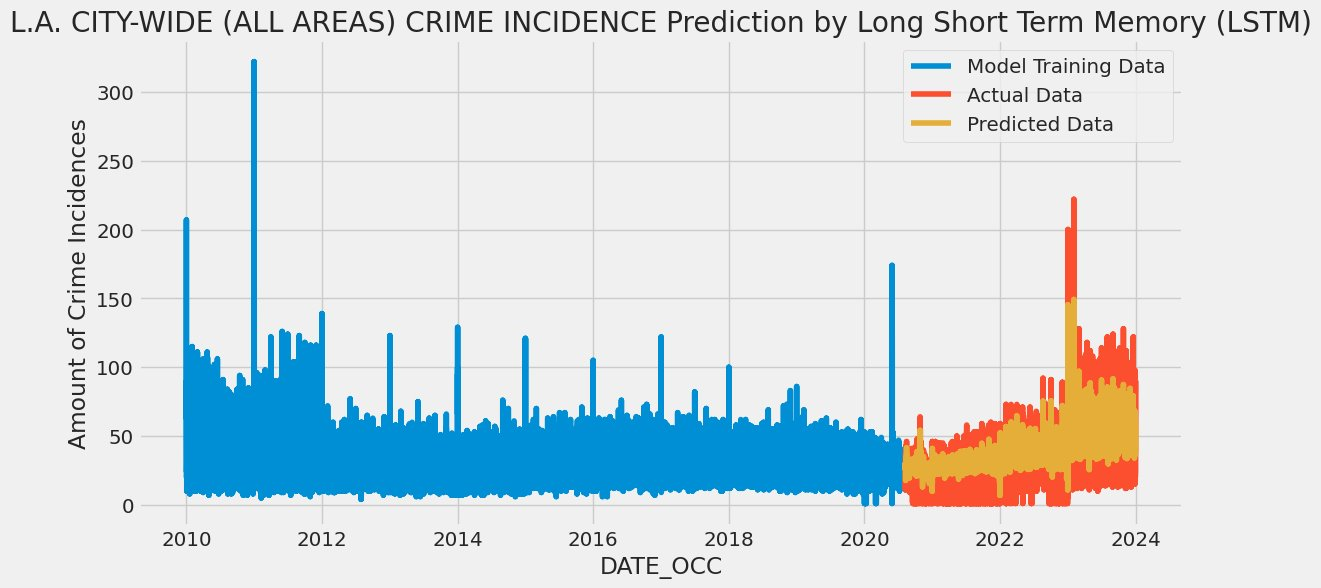 L.A. CITY-WIDE (ALL AREAS) CRIME INCIDENCE Prediction by Long Short Term Memory (LSTM)
Model Training Data
Actual Data
Predicted Data
Amount of Crime Incidences
300
250
200
150
100
50
0
2010 2012 2014 2016 2018 2020 2022 2024
DATE_OCC